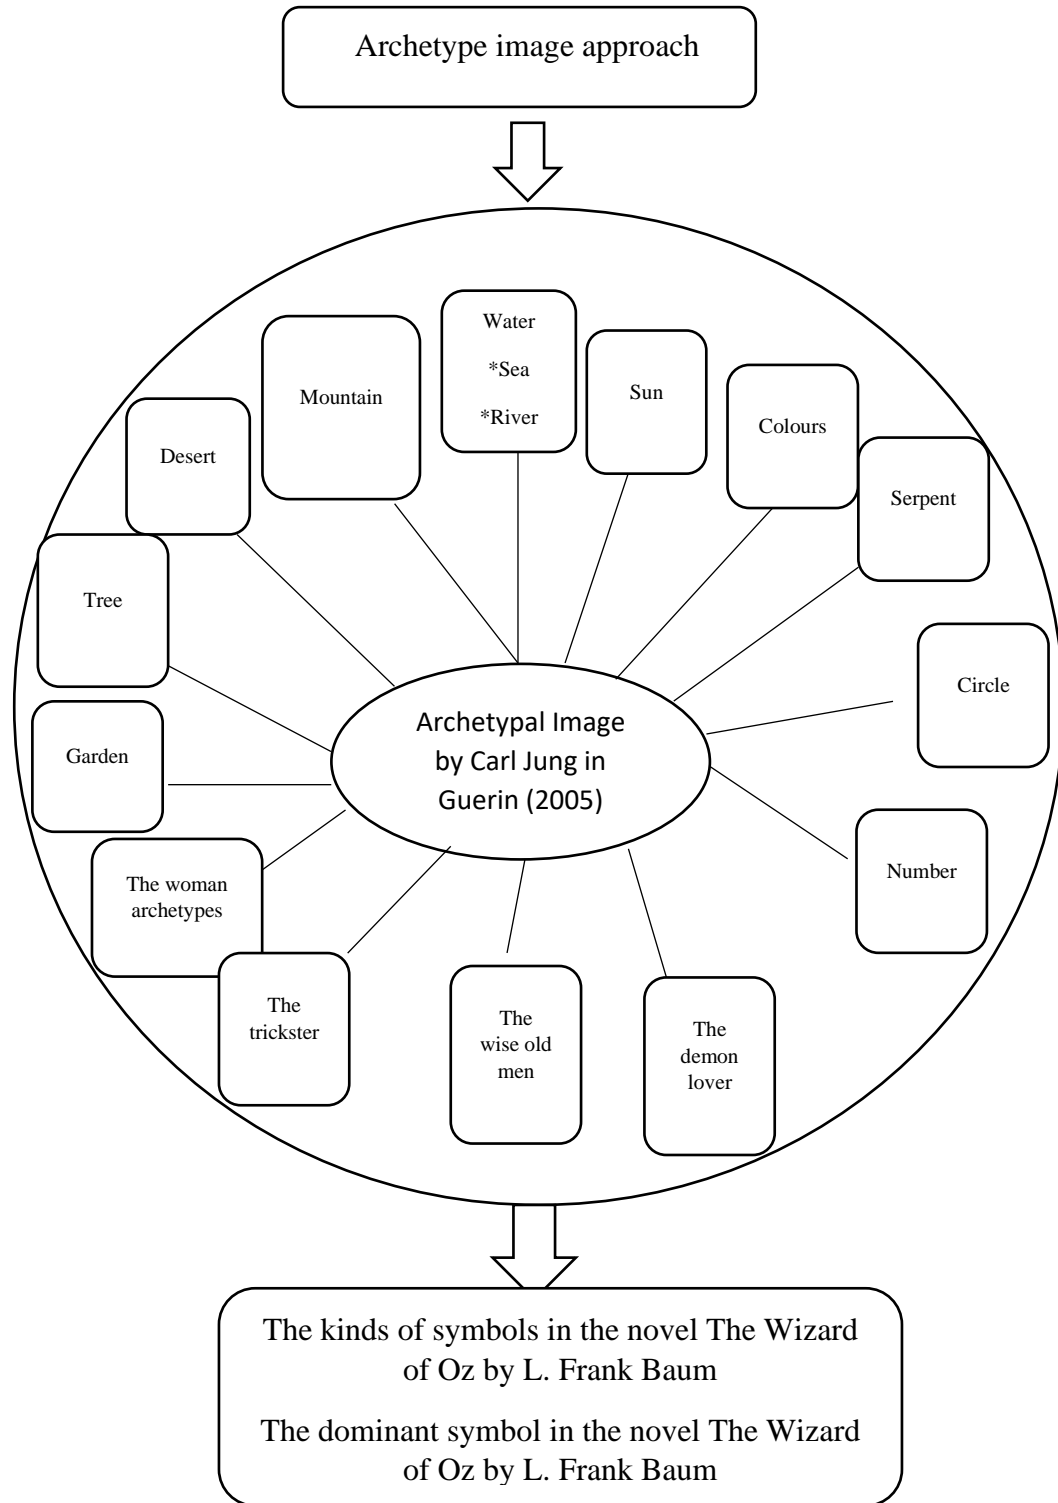 Archetype image approach
Water
*Sea
*River
Sun
Mountain
Colours
Desert
Serpent
Tree
Circle
Archetypal Image
by Carl Jung in
Guerin (2005)
Garden
Number
The woman
archetypes
The
trickster
The
wise old
men
The
demon
lover
The kinds of symbols in the novel The Wizard
of Oz by L. Frank Baum
The dominant symbol in the novel The Wizard
of Oz by L. Frank Baum